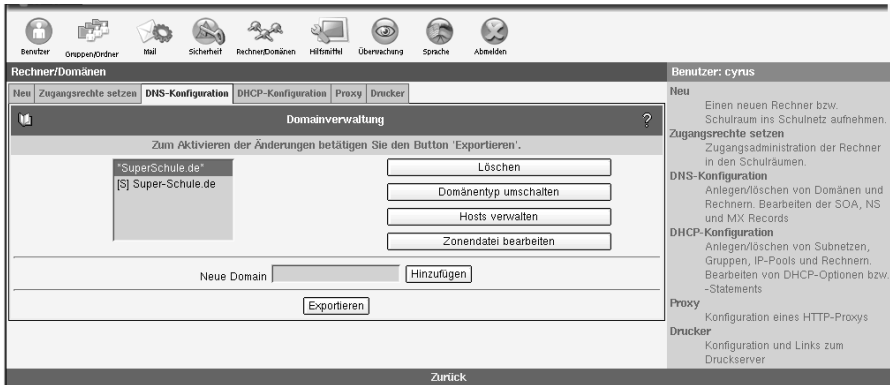 Benutzer
Gruppen/Ordner
Mail
Sicherheit
Rechner/Domänen
Hilfsmittel
Überwachung
Sprache
Abmelden
Rechner/Domänen
Neu Zugangsrechte setzen DNS-Konfiguration DHCP-Konfiguration Proxy Drucker
Domainverwaltung ?
Zum Aktivieren der Änderungen betätigen Sie den Button 'Exportieren'.
"SuperSchule.de"
[S] Super-Schule.de
Löschen
Domänentyp umschalten
Hosts verwalten
Zonendatei bearbeiten
Neue Domain Hinzufügen
Exportieren
Benutzer: cyrus
Neu
Einen neuen Rechner bzw.
Schulraum ins Schulnetz aufnehmen.
Zugangsrechte setzen
Zugangsadministration der Rechner
in den Schulräumen.
DNS-Konfiguration
Anlegen/löschen von Domänen und
Rechnern. Bearbeiten der SOA, NS
und MX Records
DHCP-Konfiguration
Anlegen/löschen von Subnetzen,
Gruppen, IP-Pools und Rechnern.
Bearbeiten von DHCP-Optionen bzw.
-Statements
Proxy
Konfiguration eines HTTP-Proxys
Drucker
Konfiguration und Links zum
Druckserver
Zurück